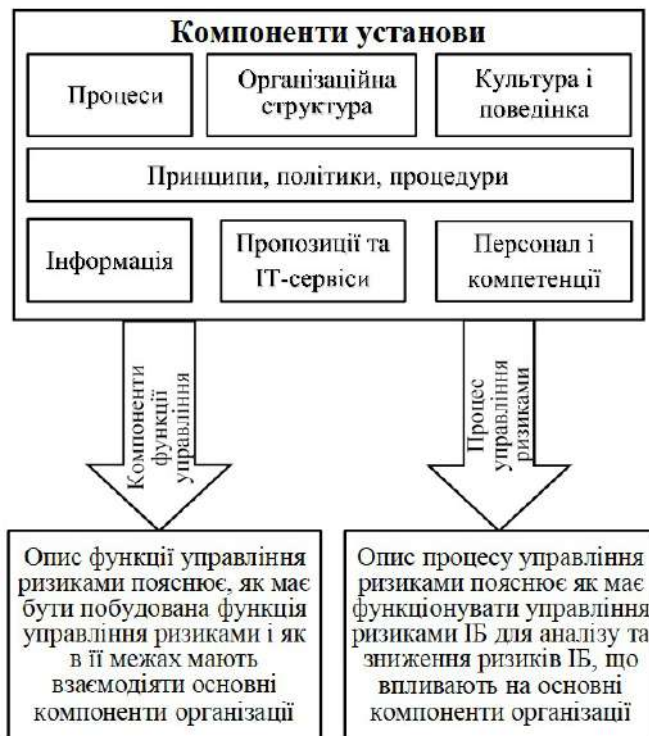 Компоненти установи
Процеси
Організаційна
структура
Культура і
поведінка
Принципи, політики, процедури
Інформація
Пропозиції та
ІТ-сервіси
Персонал і
компетенції
Компоненти
функції
управління
Процес
управління
ризиками
Опис функції управління
ризиками пояснює, як має
бути побудована функція
управління ризиками і як
в її межах мають
взаємодіяти основні
компоненти організації
Опис процесу управління
ризиками пояснює як має
функціонувати управління
ризиками ІБ для аналізу та
зниження ризиків ІБ, що
впливають на основні
компоненти організації